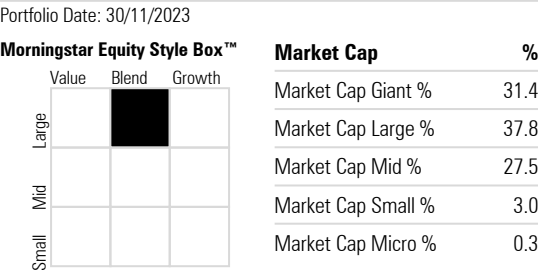 Portfolio Date: 30/11/2023
Morningstar Equity Style Box™
Value Blend Growth
Large
Mid
Small
Market Cap %
Market Cap Giant % 31.4
Market Cap Large % 37.8
Market Cap Mid % 27.5
Market Cap Small % 3.0
Market Cap Micro % 0.3